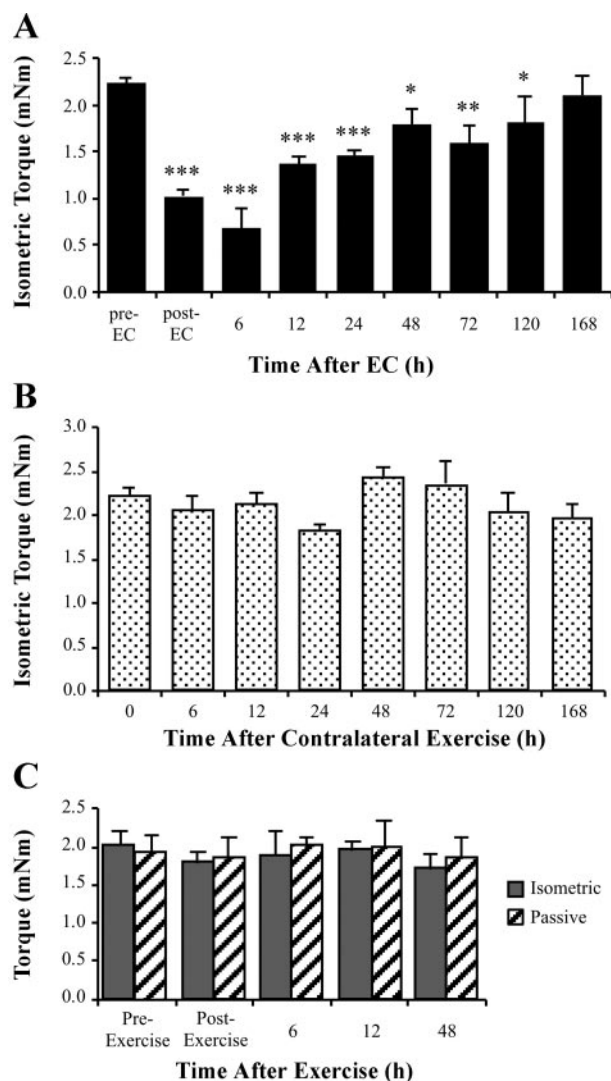 A
Isometric Torque (mNm)
2.5
2.0
1.5
1.0
0.5
0.0
***
***
***
***
*
**
*
pre-
EC
post-
EC
6
12
24
48
72
120
168
Time After EC (h)
B
Isometric Torque (mNm)
3.0
2.5
2.0
1.5
1.0
0.5
0.0
0
6
12
24
48
72
120
168
Time After Contralateral Exercise (h)
C
Torque (mNm)
2.5
2.0
1.5
1.0
0.5
0.0
Isometric
Passive
Pre-
Exercise
Post-
Exercise
6
12
48
Time After Exercise (h)